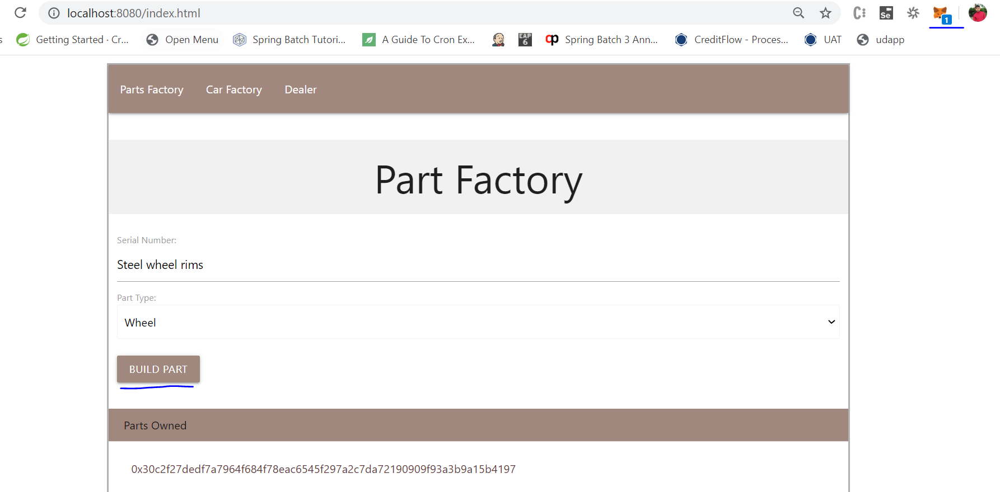 localhost:8080/index.html
Se
1
s Getting Started · Cr... Open Menu Spring Batch Tutori... A Guide To Cron Ex... EAP 6 Spring Batch 3 Ann... CreditFlow - Proces... UAT udapp
Parts Factory Car Factory Dealer
Part Factory
Serial Number:
Steel wheel rims
Part Type:
Wheel
BUILD PART
Parts Owned
0x30c2f27dedf7a7964f684f78eac6545f297a2c7da72190909f93a3b9a15b4197